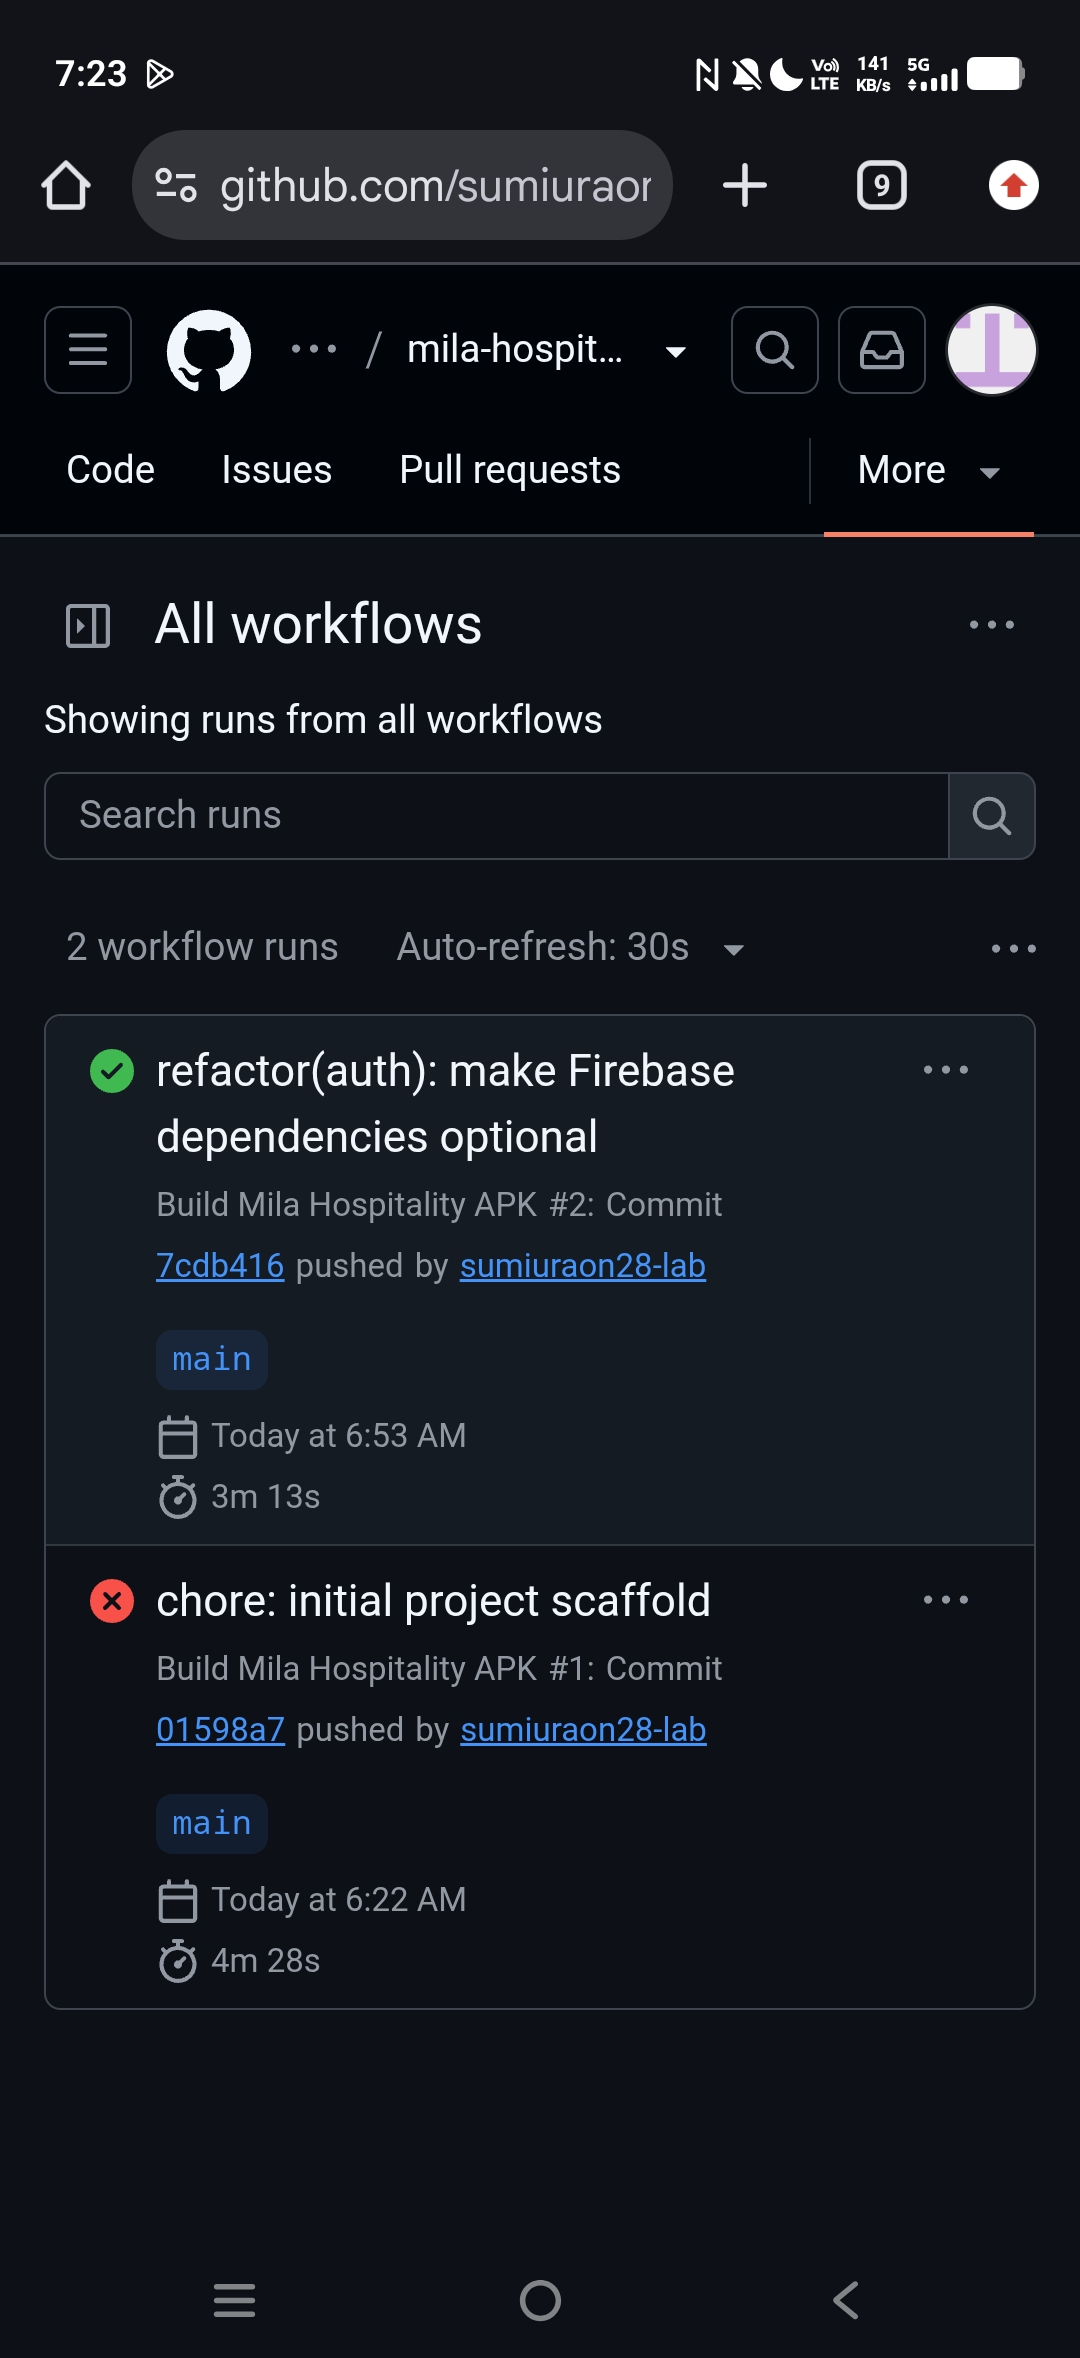 7:23
Vo)) LTE 141 KB/s 5G
github.com/sumiuraor
9
... / mila-hospit...
Code Issues Pull requests More
All workflows
Showing runs from all workflows
Search runs
2 workflow runs Auto-refresh: 30s
refactor(auth): make Firebase
dependencies optional
Build Mila Hospitality APK #2: Commit
7cdb416 pushed by sumiuraon28-lab
main
Today at 6:53 AM
3m 13s
chore: initial project scaffold
Build Mila Hospitality APK #1: Commit
01598a7 pushed by sumiuraon28-lab
main
Today at 6:22 AM
4m 28s